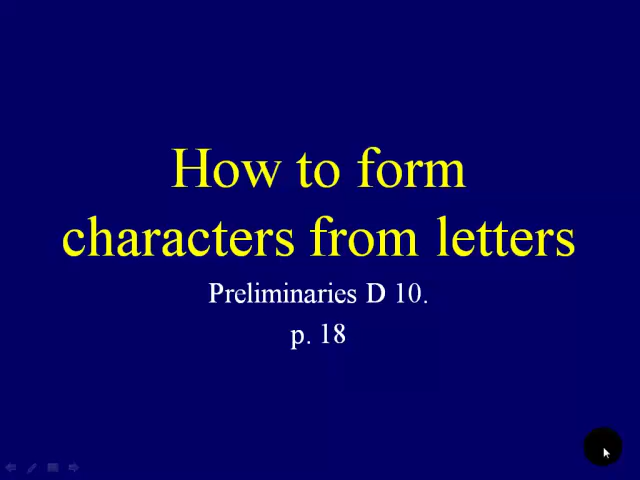 How to form
characters from letters
Preliminaries D 10.
p. 18